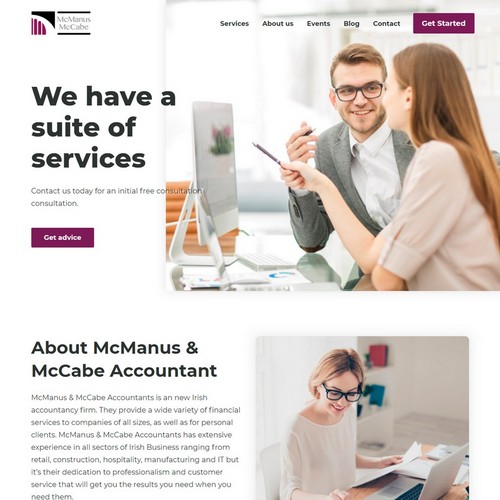 McManus
McCabe
Services About us Events Blog Contact Get Started
We have a
suite of
services
Contact us today for an initial free consultation
consultation.
Get advice
About McManus &
McCabe Accountant
McManus & McCabe Accountants is an new Irish
accountancy firm. They provide a wide variety of financial
services to companies of all sizes, as well as for personal
clients. McManus & McCabe Accountants has extensive
experience in all sectors of Irish Business ranging from
retail, construction, hospitality, manufacturing and IT but
it's their dedication to professionalism and customer
service that will get you the results you need when you
need them.